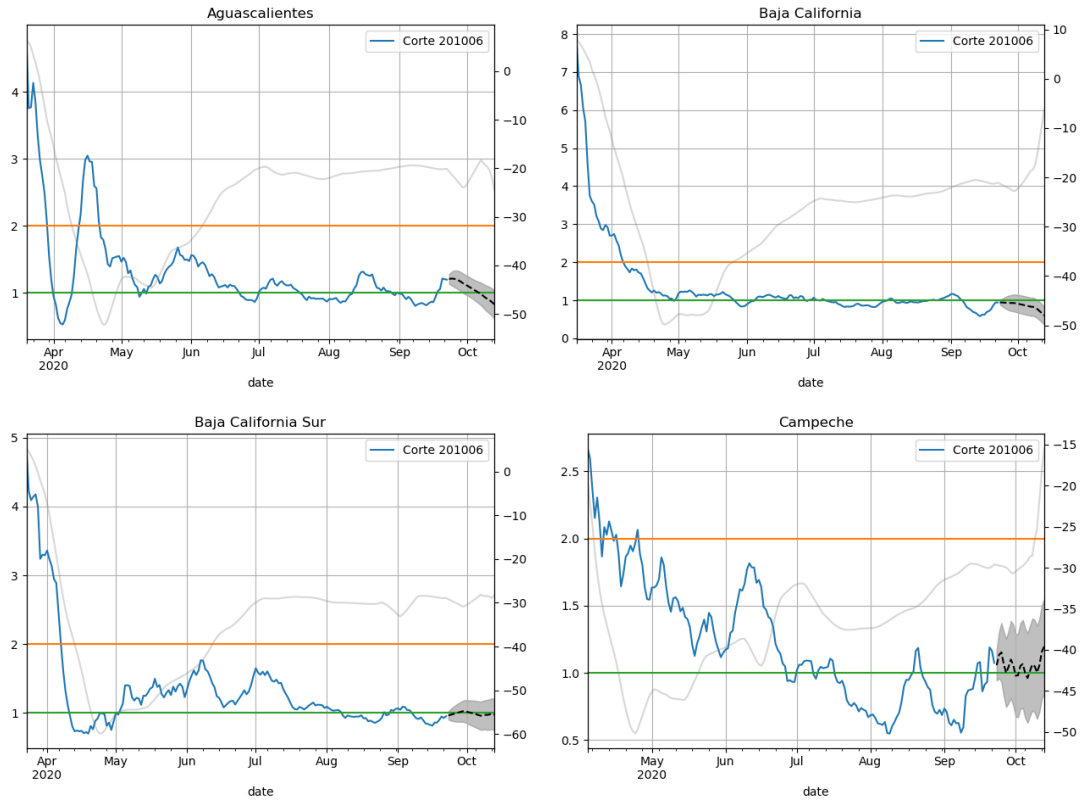 Aguascalientes
Corte 201006
4
3
2
1
0
−10
−20
−30
−40
−50
Apr
2020
May
Jun
Jul
Aug
Sep
Oct
date
Baja California
Corte 201006
8
7
6
5
4
3
2
1
0
10
0
−10
−20
−30
−40
−50
Apr
2020
May
Jun
Jul
Aug
Sep
Oct
date
Baja California Sur
Corte 201006
5
4
3
2
1
0
−10
−20
−30
−40
−50
−60
Apr
2020
May
Jun
Jul
Aug
Sep
Oct
date
Campeche
Corte 201006
2.5
2.0
1.5
1.0
0.5
−15
−20
−25
−30
−35
−40
−45
−50
May
2020
Jun
Jul
Aug
Sep
Oct
date